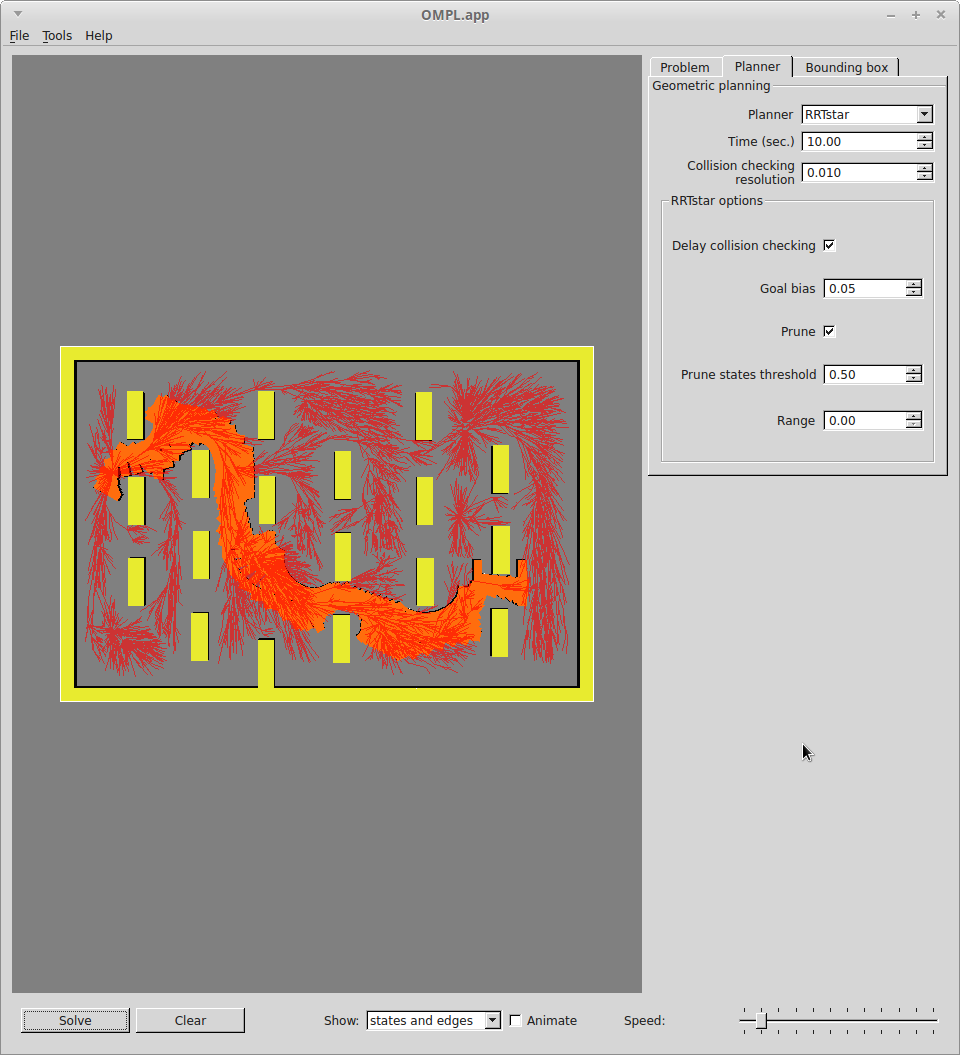 OMPL.app
File Tools Help
Problem Planner Bounding box
Geometric planning
Planner RRTstar
Time (sec.) 10.00
Collision checking
resolution 0.010
RRTstar options
Delay collision checking
Goal bias 0.05
Prune
Prune states threshold 0.50
Range 0.00
Solve Clear Show: states and edges Animate Speed: